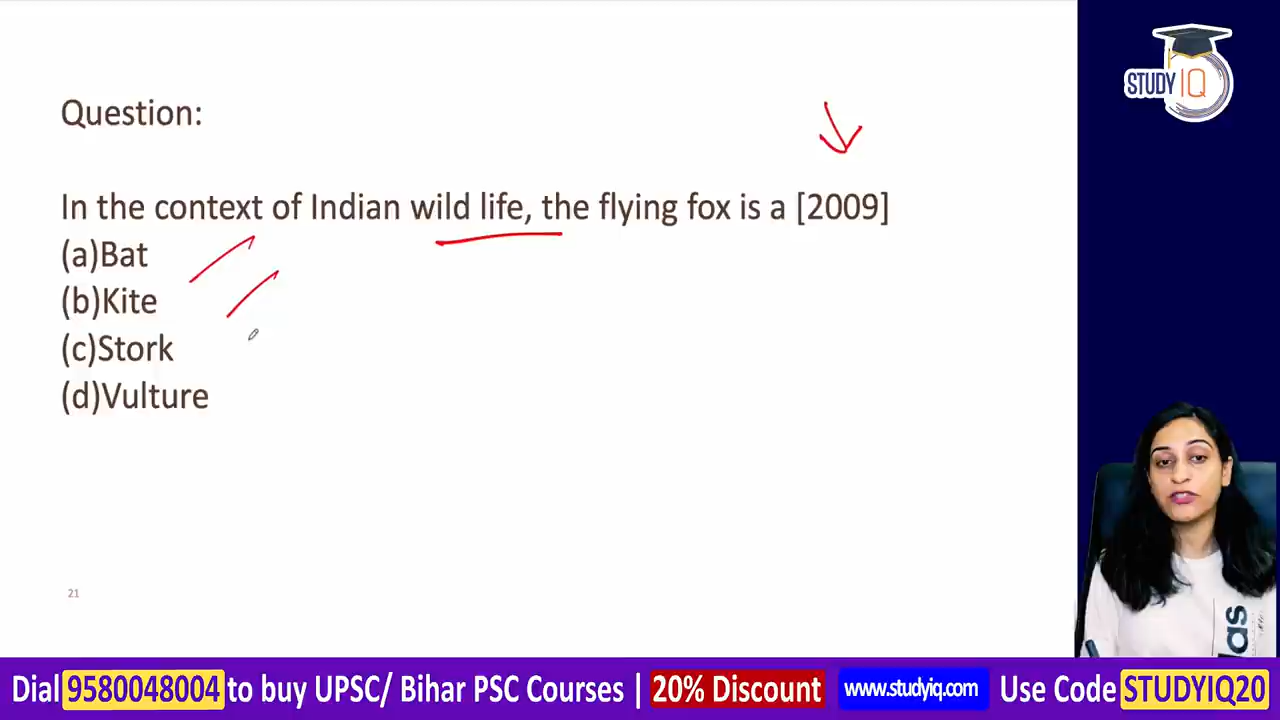 STUDY IQ
Question:
In the context of Indian wild life, the flying fox is a [2009]
(a)Bat
(b)Kite
(c)Stork
(d)Vulture
21
as
Dial 9580048004 to buy UPSC/ Bihar PSC Courses | 20% Discount www.studyiq.com Use Code STUDYIQ20